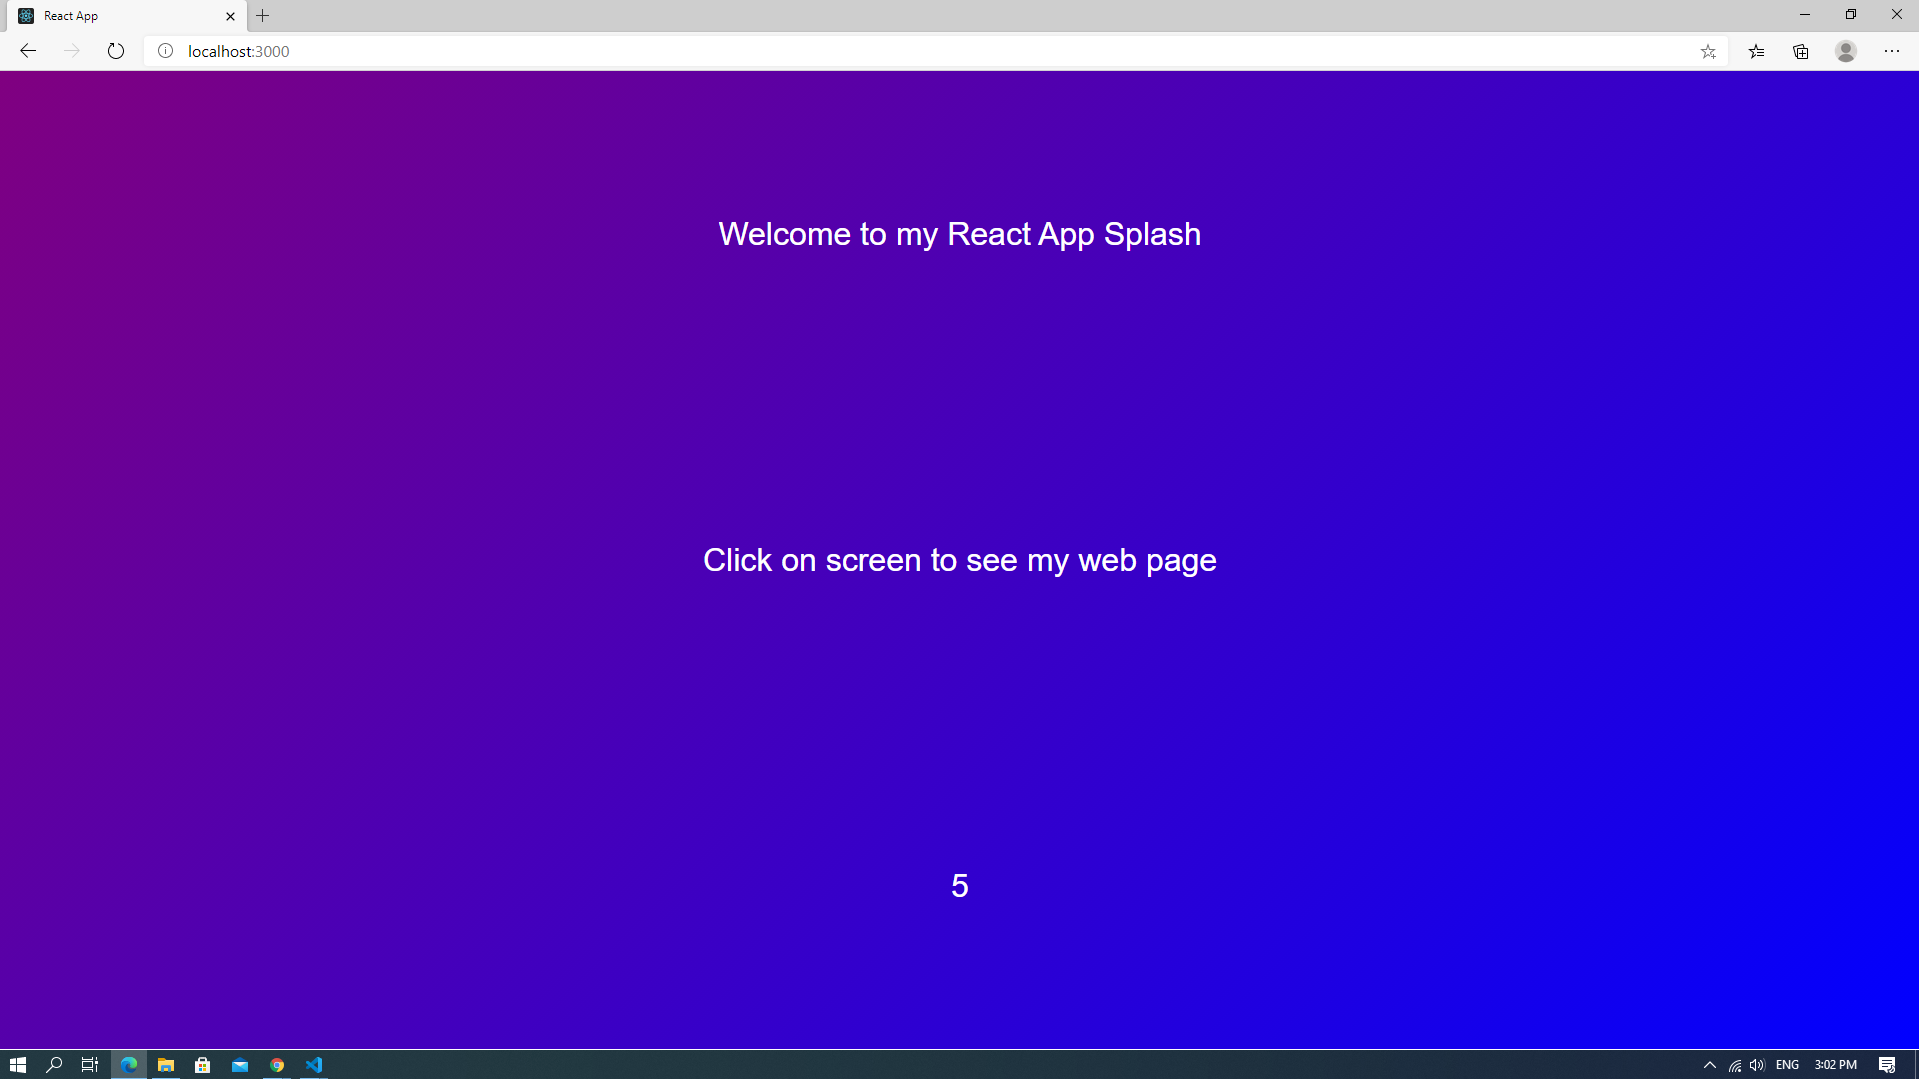 React App
localhost:3000
Welcome to my React App Splash
Click on screen to see my web page
5
ENG
3:02 PM